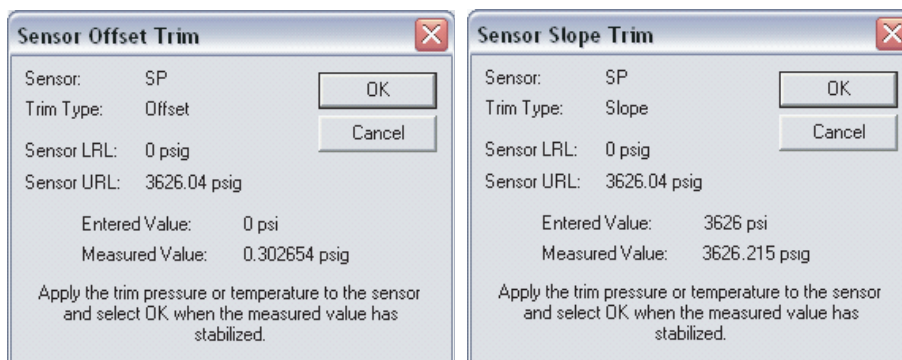 Sensor Offset Trim
Sensor: SP
Trim Type: Offset
Sensor LRL: 0 psig
Sensor URL: 3626.04 psig
OK
Cancel
Entered Value: 0 psi
Measured Value: 0.302654 psig
Apply the trim pressure or temperature to the sensor
and select OK when the measured value has
stabilized.
Sensor Slope Trim
Sensor: SP
Trim Type: Slope
Sensor LRL: 0 psig
Sensor URL: 3626.04 psig
OK
Cancel
Entered Value: 3626 psi
Measured Value: 3626.215 psig
Apply the trim pressure or temperature to the sensor
and select OK when the measured value has
stabilized.